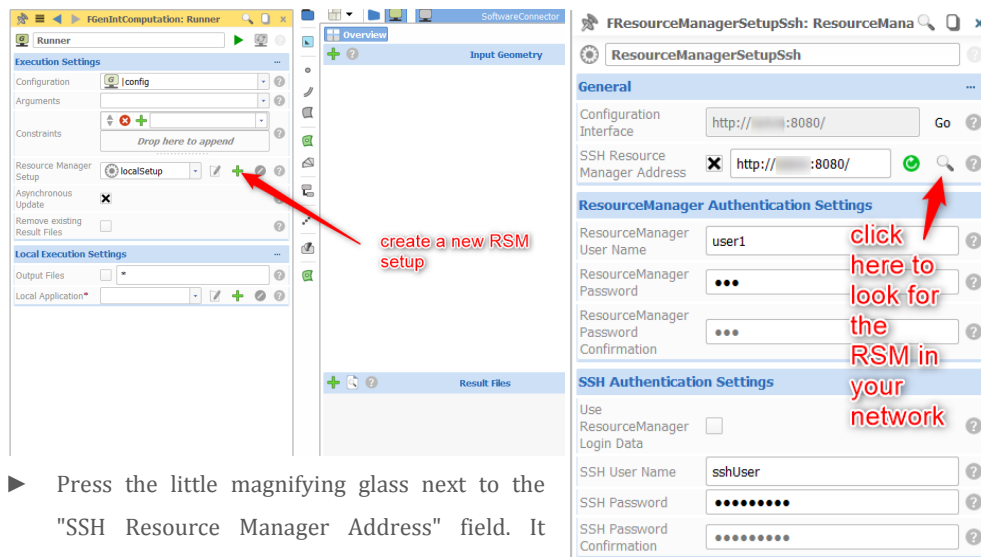 FGenIntComputation: Runner
Runner
Execution Settings
Configuration
|config
Arguments
Constraints
Drop here to append
Resource Manager
Setup
localSetup
Asynchronous
Update
Remove existing
Result Files
Local Execution Settings
Output Files
*
Local Application*
create a new RSM
setup
SoftwareConnector
Overview
Input Geometry
Result Files
► Press the little magnifying glass next to the
"SSH Resource Manager Address" field. It
FResourceManagerSetupSsh: ResourceMana
ResourceManagerSetupSsh
General
Configuration
Interface
http:// :8080/
Go
SSH Resource
Manager Address
http:// :8080/
ResourceManager Authentication Settings
ResourceManager
User Name
user1
ResourceManager
Password
ResourceManager
Password
Confirmation
click
here to
look for
the
RSM in
your
network
SSH Authentication Settings
Use
ResourceManager
Login Data
SSH User Name
sshUser
SSH Password
SSH Password
Confirmation